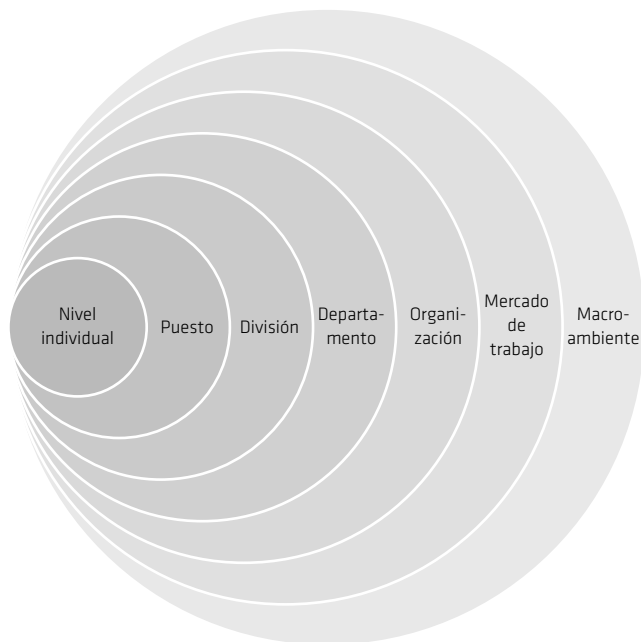 Nivel
individual
Puesto
División
Departa-
mento
Organi-
zación
Mercado
de
trabajo
Macro-
ambiente